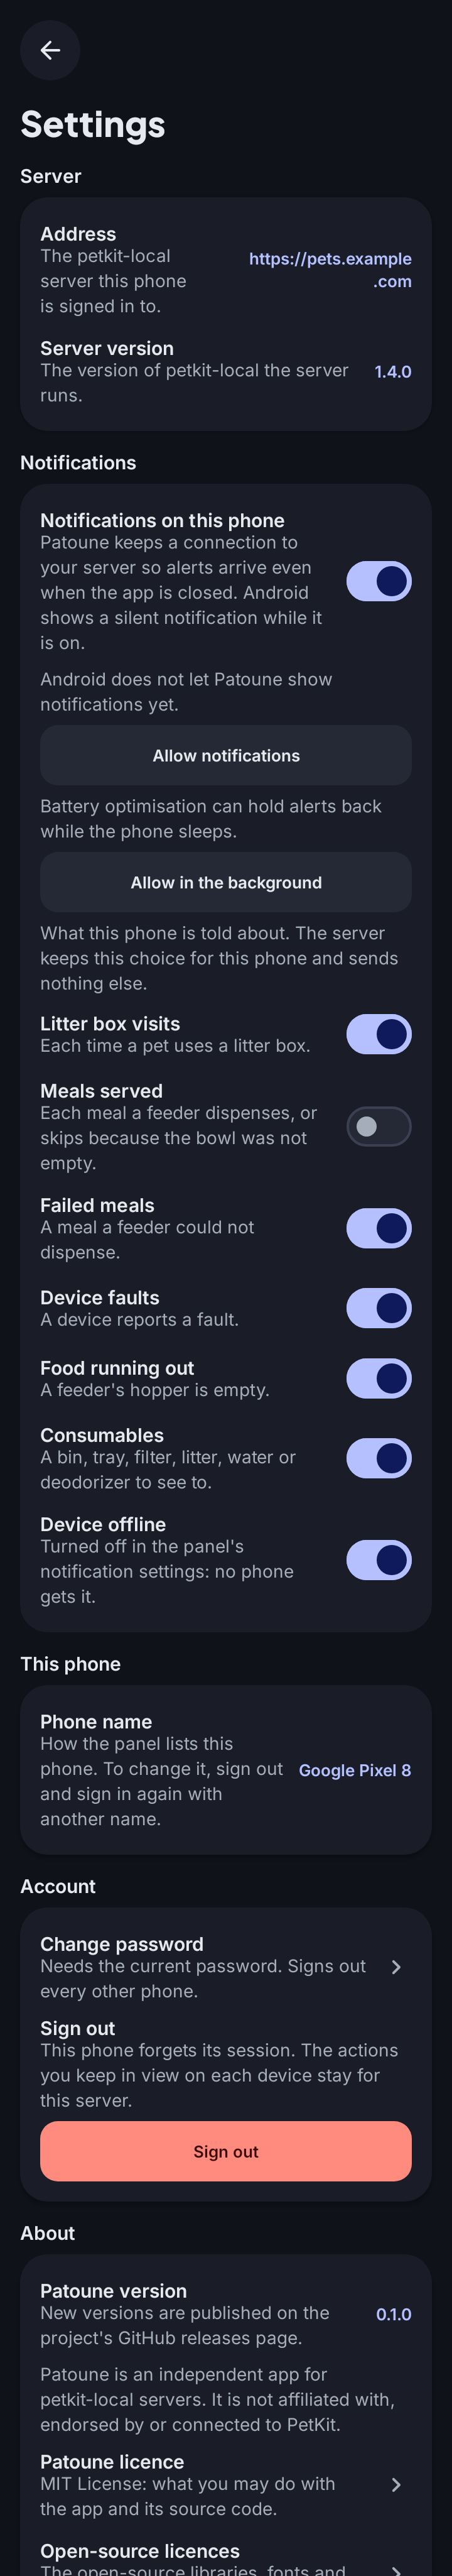 Settings
Server
Address
The petkit-local
server this phone
is signed in to.
https://pets.example
.com
Server version
The version of petkit-local the server
runs.
1.4.0
Notifications
Notifications on this phone
Patoune keeps a connection to
your server so alerts arrive even
when the app is closed. Android
shows a silent notification while it
is on.
Android does not let Patoune show
notifications yet.
Allow notifications
Battery optimisation can hold alerts back
while the phone sleeps.
Allow in the background
What this phone is told about. The server
keeps this choice for this phone and sends
nothing else.
Litter box visits
Each time a pet uses a litter box.
Meals served
Each meal a feeder dispenses, or
skips because the bowl was not
empty.
Failed meals
A meal a feeder could not
dispense.
Device faults
A device reports a fault.
Food running out
A feeder's hopper is empty.
Consumables
A bin, tray, filter, litter, water or
deodorizer to see to.
Device offline
Turned off in the panel's
notification settings: no phone
gets it.
This phone
Phone name
How the panel lists this
phone. To change it, sign out
and sign in again with
another name.
Google Pixel 8
Account
Change password
Needs the current password. Signs out
every other phone.
Sign out
This phone forgets its session. The actions
you keep in view on each device stay for
this server.
Sign out
About
Patoune version
New versions are published on the
project's GitHub releases page.
0.1.0
Patoune is an independent app for
petkit-local servers. It is not affiliated with,
endorsed by or connected to PetKit.
Patoune licence
MIT License: what you may do with
the app and its source code.
Open-source licences
The open-source libraries, fonts and